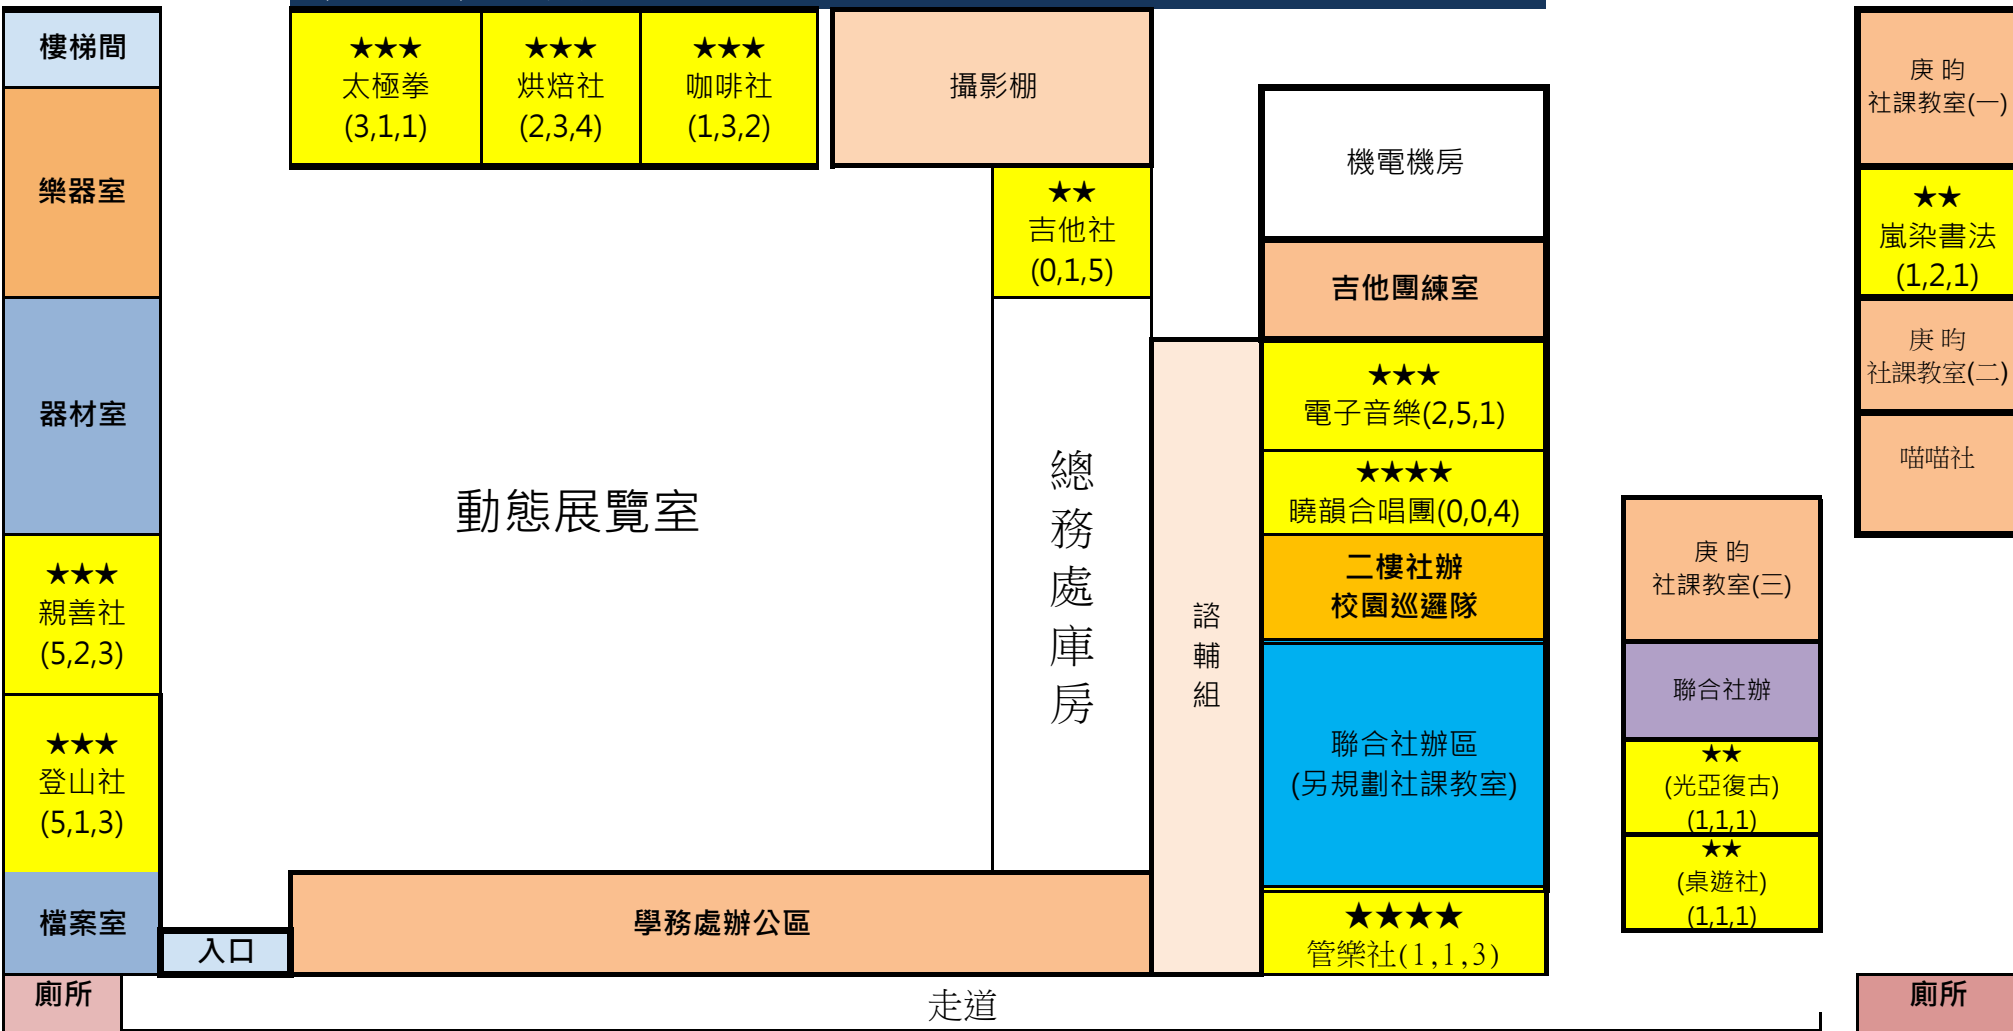 樓梯間
樂器室
器材室
★★★
親善社
(5,2,3)
★★★
登山社
(5,1,3)
檔案室
廁所
入口
★★★
太極拳
(3,1,1)
★★★
烘焙社
(2,3,4)
★★★
咖啡社
(1,3,2)
攝影棚
★★
吉他社
(0,1,5)
動態展覽室
總
務
處
庫
房
學務處辦公區
走道
諮
輔
組
機電機房
吉他團練室
★★★
電子音樂(2,5,1)
★★★★
曉韻合唱團(0,0,4)
二樓社辦
校園巡邏隊
聯合社辦區
(另規劃社課教室)
★★★★
管樂社(1,1,3)
庚 昀
社課教室(三)
聯合社辦
★★
(光亞復古)
(1,1,1)
★★
(桌遊社)
(1,1,1)
庚 昀
社課教室(一)
★★
嵐染書法
(1,2,1)
庚 昀
社課教室(二)
喵喵社
廁所